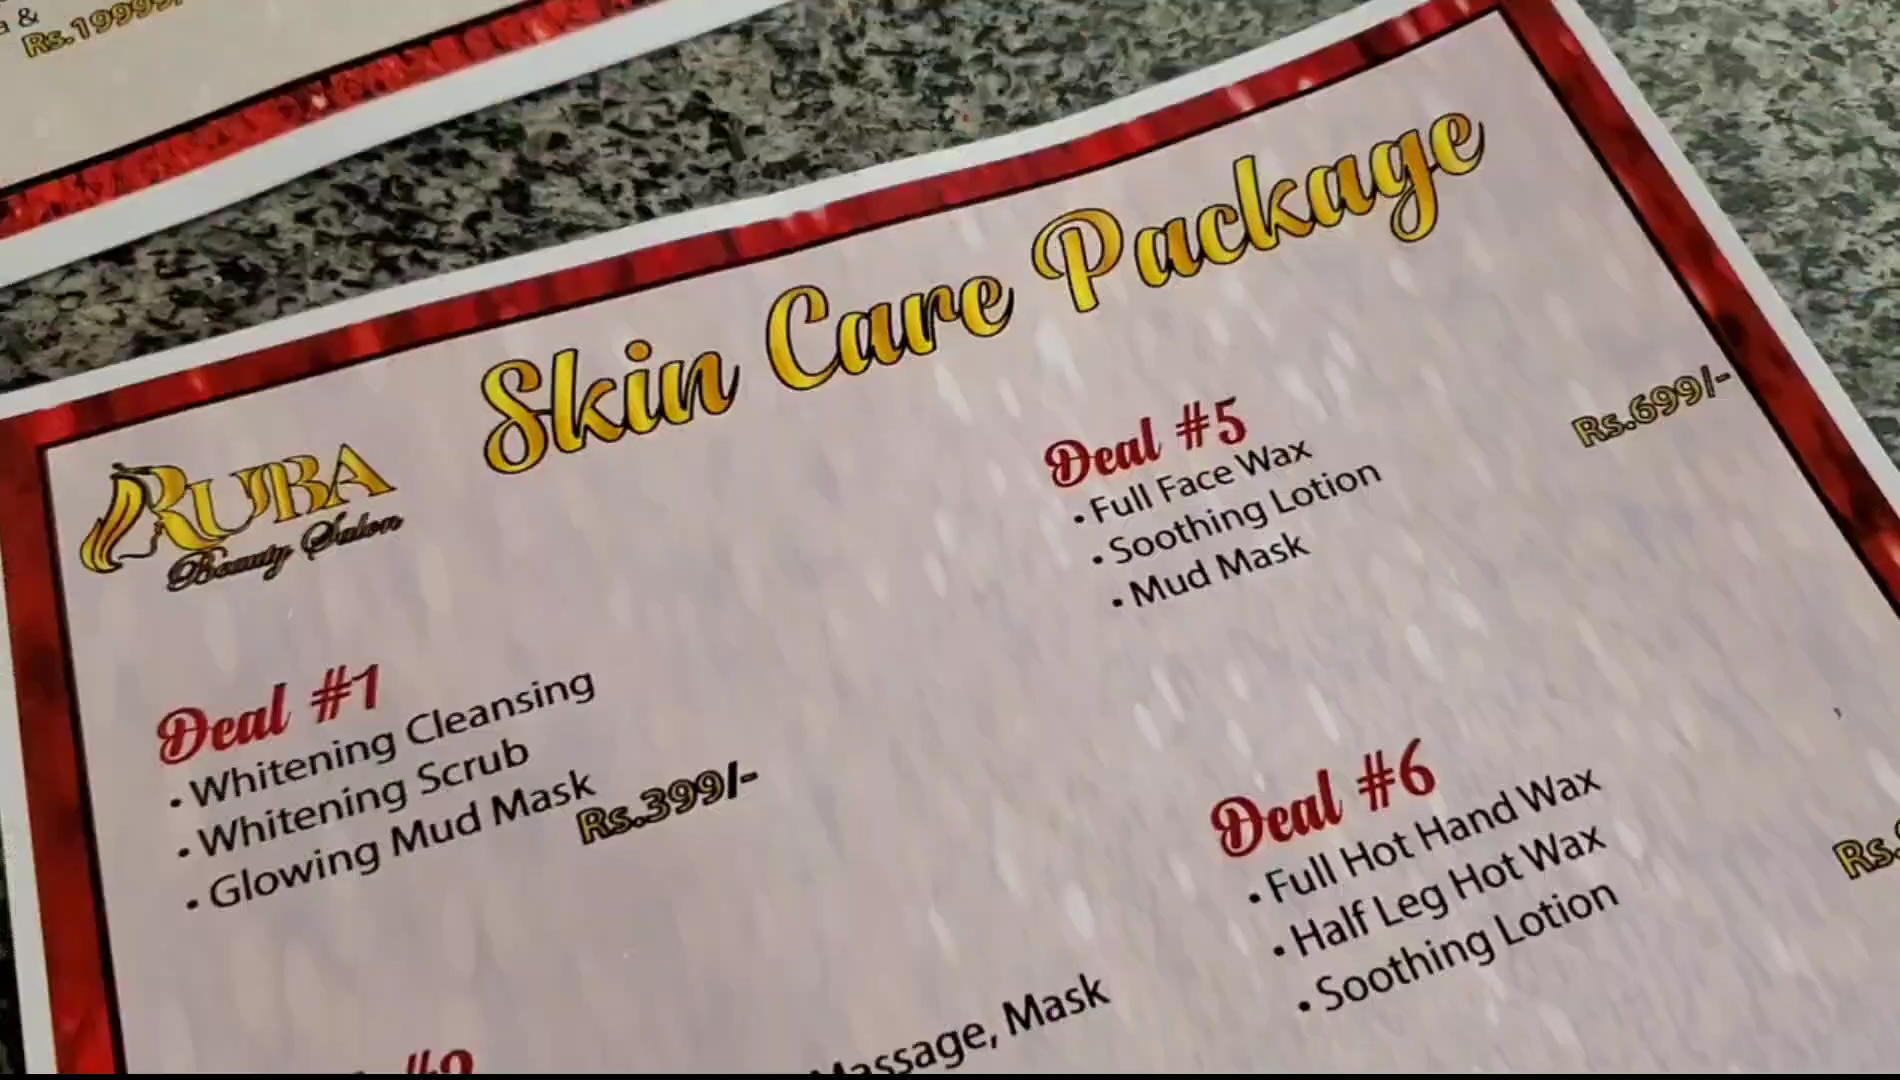 &
Rs.19999/
Skin Care Package
RUBA
Beauty Salon
Deal #1
• Whitening Cleansing
• Whitening Scrub
• Glowing Mud Mask
Rs.399/-
Massage, Mask
Deal #5
Rs.699/-
• Full Face Wax
• Soothing Lotion
• Mud Mask
Deal #6
• Full Hot Hand Wax
• Half Leg Hot Wax
• Soothing Lotion
Rs.